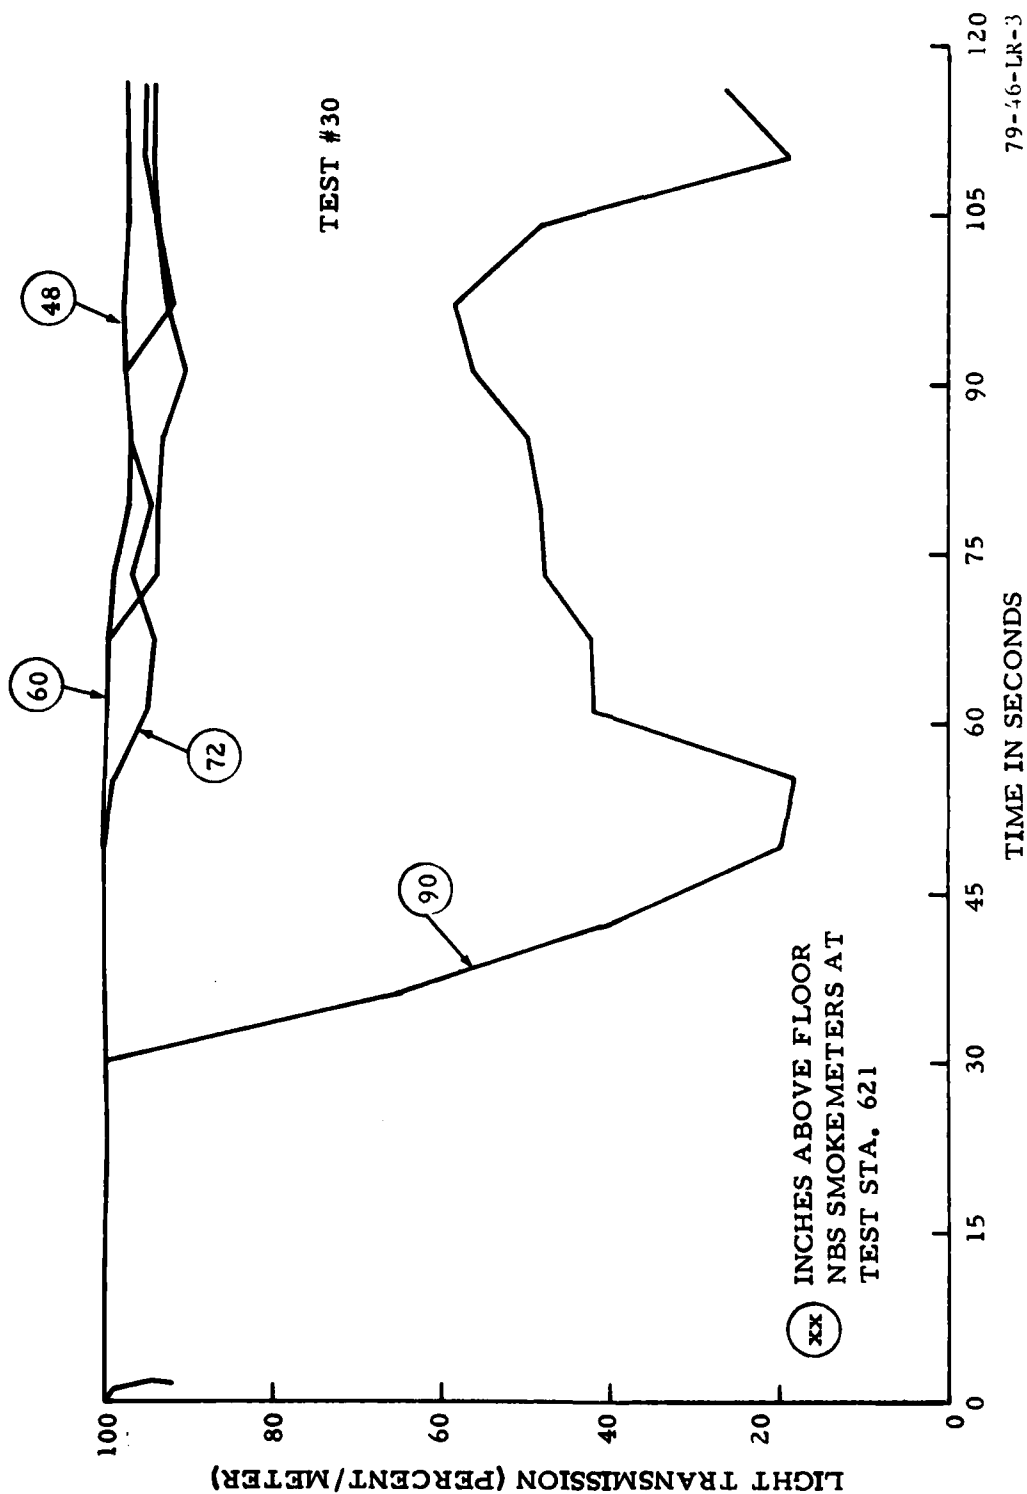 TEST #30
48
60
72
90
xx INCHES ABOVE FLOOR
NBS SMOKEMETERS AT
TEST STA. 621
LIGHT TRANSMISSION (PERCENT/METER)
100
80
60
40
20
0
0 15 30 45 60 75 90 105 120
TIME IN SECONDS
79-46-LR-3